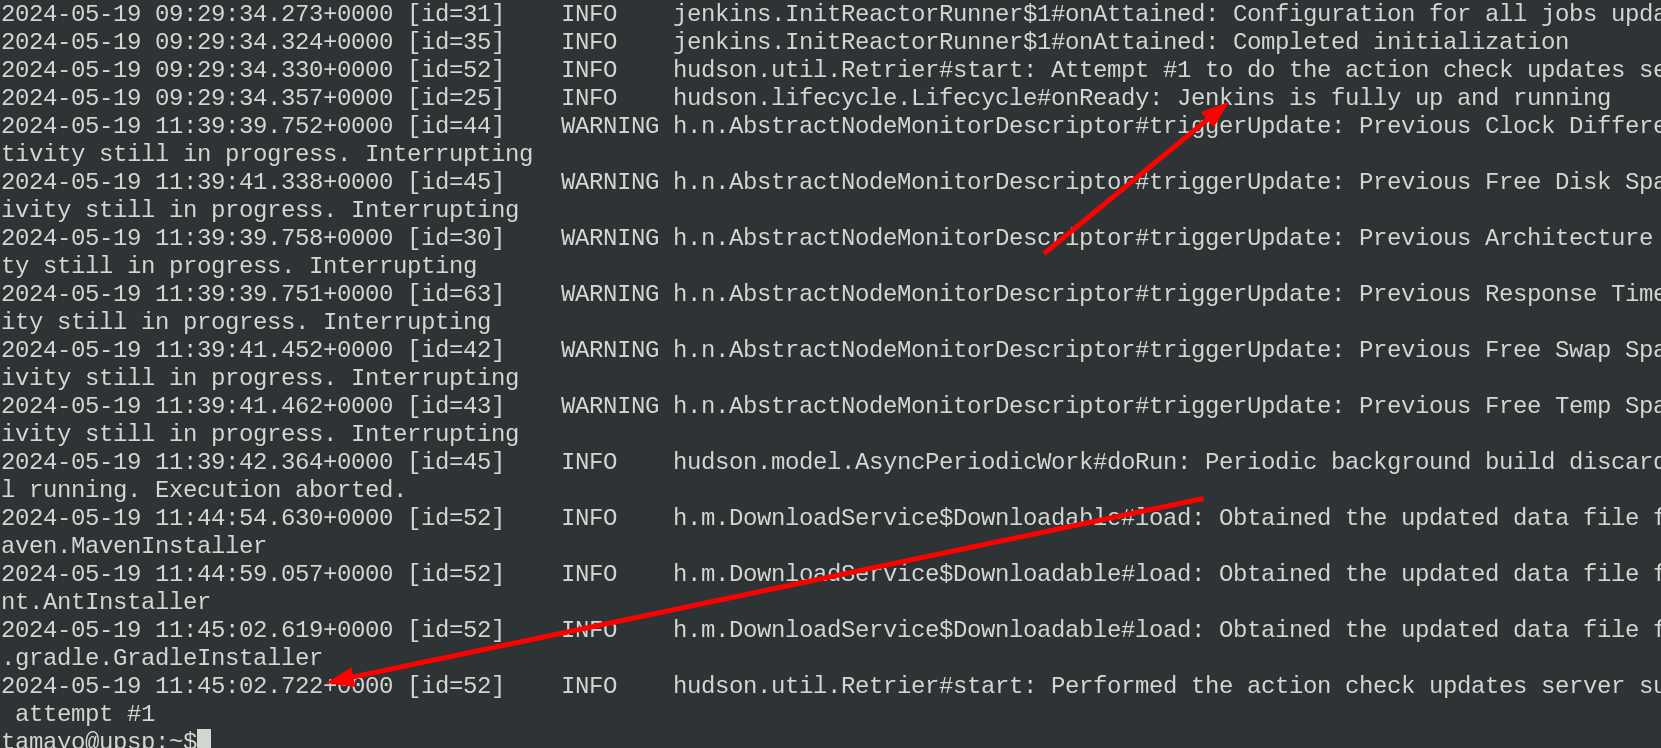 2024-05-19 09:29:34.273+0000 [id=31]    INFO    jenkins.InitReactorRunner$1#onAttained: Configuration for all jobs upda
2024-05-19 09:29:34.324+0000 [id=35]    INFO    jenkins.InitReactorRunner$1#onAttained: Completed initialization
2024-05-19 09:29:34.330+0000 [id=52]    INFO    hudson.util.Retrier#start: Attempt #1 to do the action check updates se
2024-05-19 09:29:34.357+0000 [id=25]    INFO    hudson.lifecycle.Lifecycle#onReady: Jenkins is fully up and running
2024-05-19 11:39:39.752+0000 [id=44]    WARNING h.n.AbstractNodeMonitorDescriptor#triggerUpdate: Previous Clock Differe
tivity still in progress. Interrupting
2024-05-19 11:39:41.338+0000 [id=45]    WARNING h.n.AbstractNodeMonitorDescriptor#triggerUpdate: Previous Free Disk Spa
ivity still in progress. Interrupting
2024-05-19 11:39:39.758+0000 [id=30]    WARNING h.n.AbstractNodeMonitorDescriptor#triggerUpdate: Previous Architecture
ty still in progress. Interrupting
2024-05-19 11:39:39.751+0000 [id=63]    WARNING h.n.AbstractNodeMonitorDescriptor#triggerUpdate: Previous Response Time
ity still in progress. Interrupting
2024-05-19 11:39:41.452+0000 [id=42]    WARNING h.n.AbstractNodeMonitorDescriptor#triggerUpdate: Previous Free Swap Spa
ivity still in progress. Interrupting
2024-05-19 11:39:41.462+0000 [id=43]    WARNING h.n.AbstractNodeMonitorDescriptor#triggerUpdate: Previous Free Temp Spa
ivity still in progress. Interrupting
2024-05-19 11:39:42.364+0000 [id=45]    INFO    hudson.model.AsyncPeriodicWork#doRun: Periodic background build discard
l running. Execution aborted.
2024-05-19 11:44:54.630+0000 [id=52]    INFO    h.m.DownloadService$Downloadable#load: Obtained the updated data file f
aven.MavenInstaller
2024-05-19 11:44:59.057+0000 [id=52]    INFO    h.m.DownloadService$Downloadable#load: Obtained the updated data file f
nt.AntInstaller
2024-05-19 11:45:02.619+0000 [id=52]    INFO    h.m.DownloadService$Downloadable#load: Obtained the updated data file f
.gradle.GradleInstaller
2024-05-19 11:45:02.722+0000 [id=52]    INFO    hudson.util.Retrier#start: Performed the action check updates server su
 attempt #1
tamayo@upsp:~$